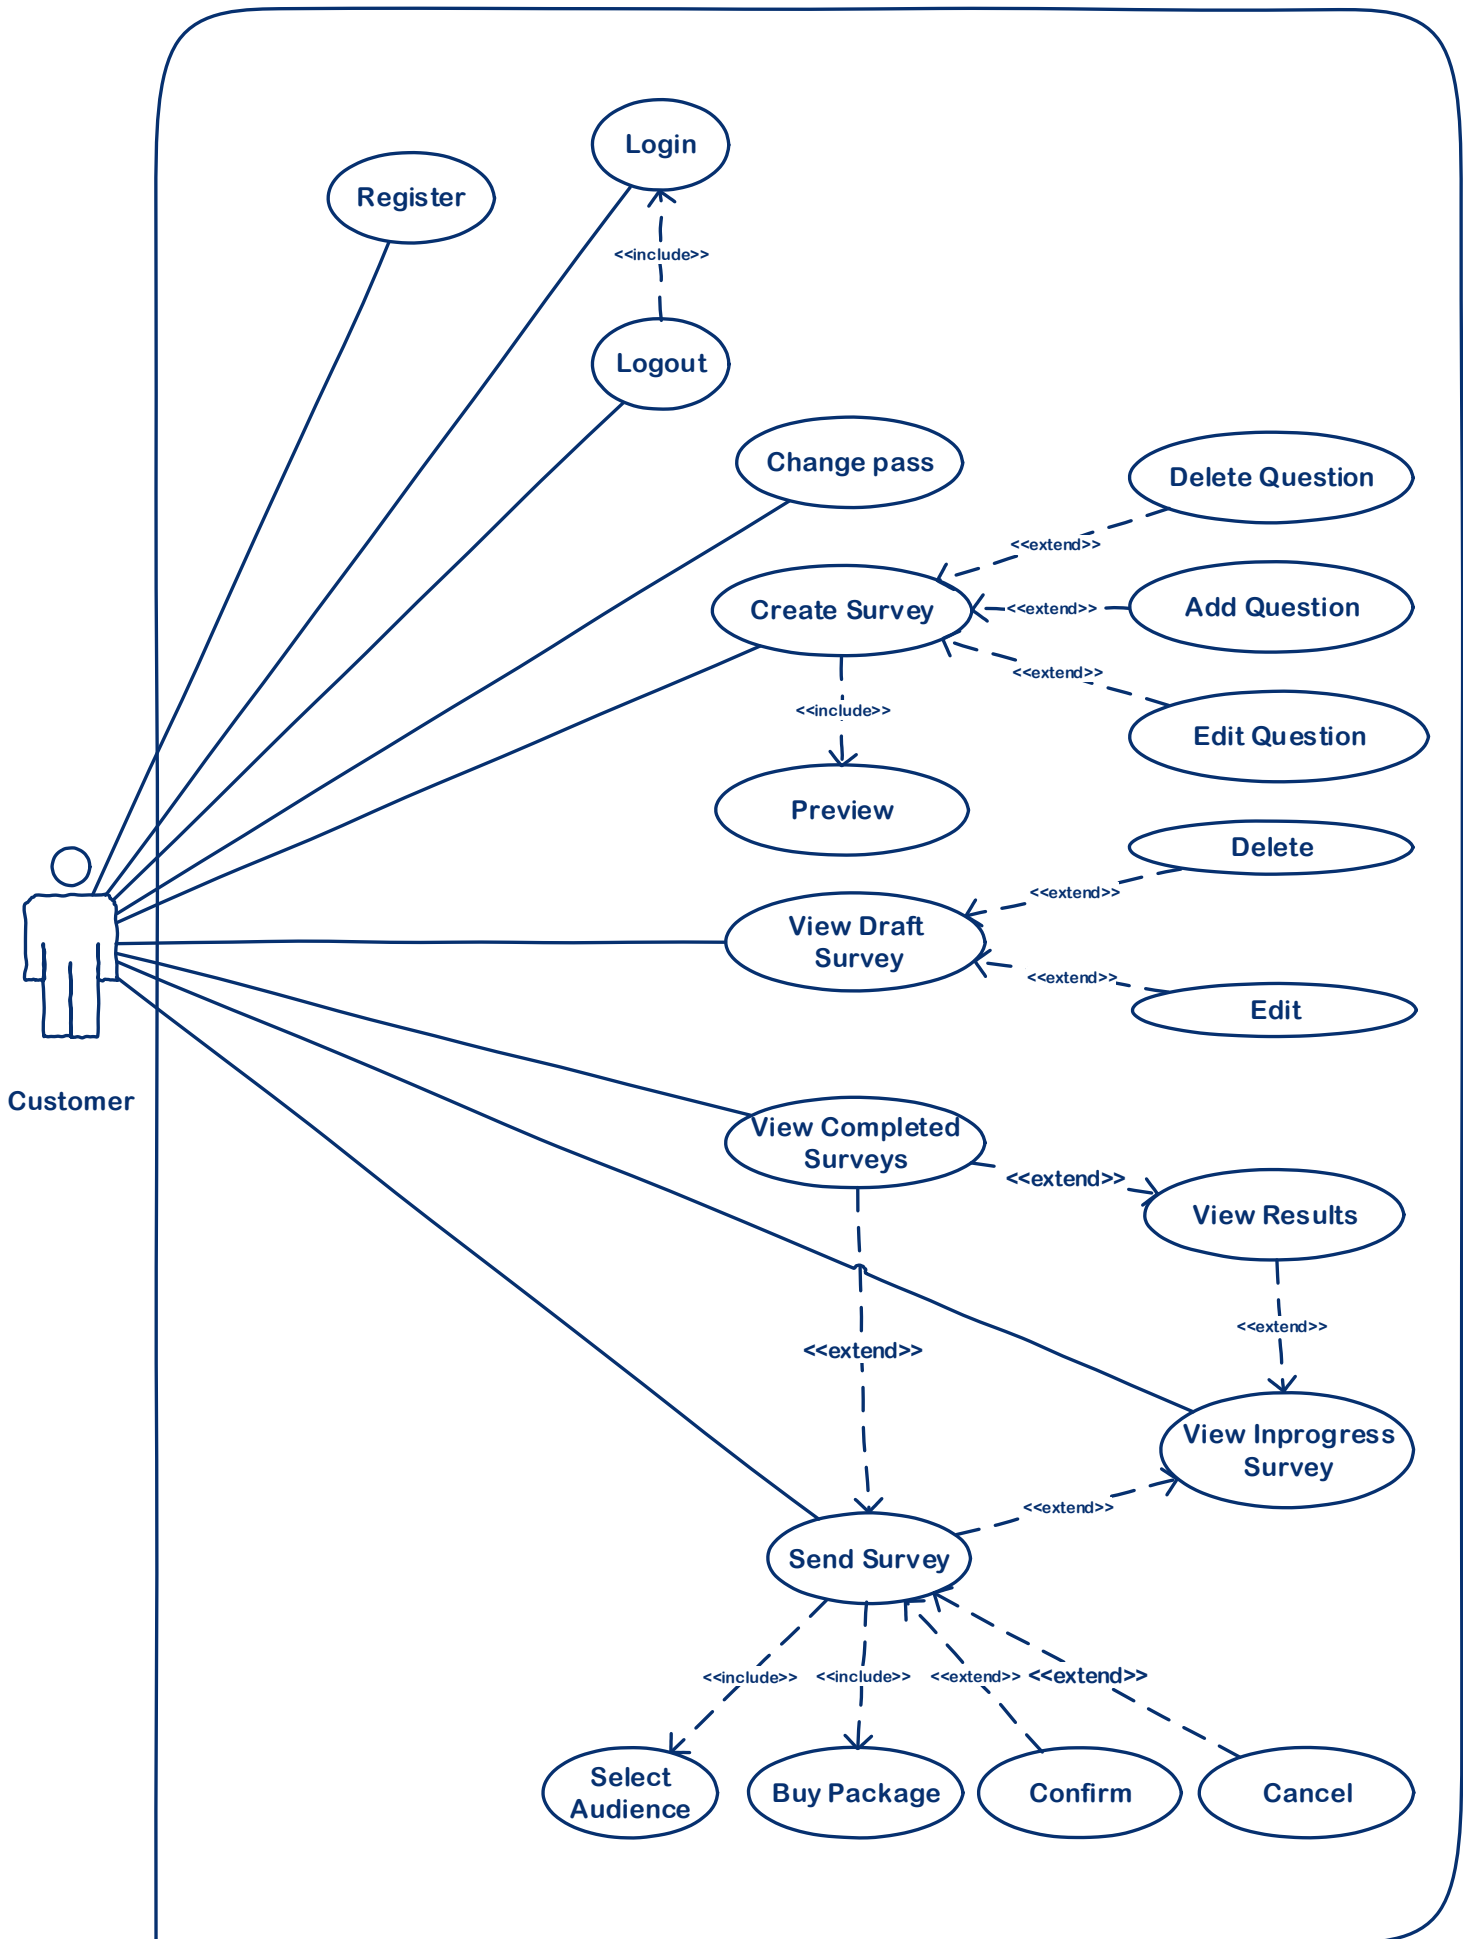 Login
Register
<<include>>
Logout
Change pass
Delete Question
<<extend>>
Create Survey
<<extend>>
Add Question
<<extend>>
<<include>>
Edit Question
Preview
Delete
<<extend>>
View Draft
Survey
<<extend>>
Edit
Customer
View Completed
Surveys
<<extend>>
View Results
<<extend>>
<<extend>>
View Inprogress
Survey
<<extend>>
Send Survey
<<include>>
<<include>>
<<extend>>
<<extend>>
Select
Audience
Buy Package
Confirm
Cancel